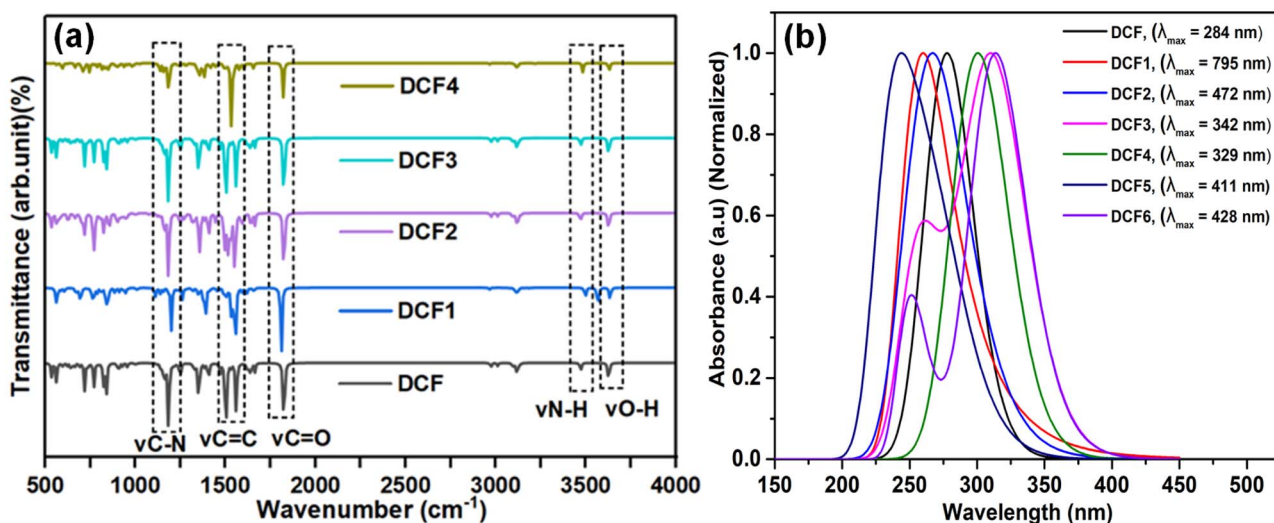 (a)
Transmittance (arb.unit)(%)
DCF4
DCF3
DCF2
DCF1
DCF
νC-N
νC=C
νC=O
νN-H
νO-H
500 1000 1500 2000 2500 3000 3500 4000
Wavenumber (cm-1)
(b)
Absorbance (a.u) (Normalized)
1.0
0.8
0.6
0.4
0.2
0.0
DCF, (λmax = 284 nm)
DCF1, (λmax = 795 nm)
DCF2, (λmax = 472 nm)
DCF3, (λmax = 342 nm)
DCF4, (λmax = 329 nm)
DCF5, (λmax = 411 nm)
DCF6, (λmax = 428 nm)
150 200 250 300 350 400 450 500
Wavelength (nm)